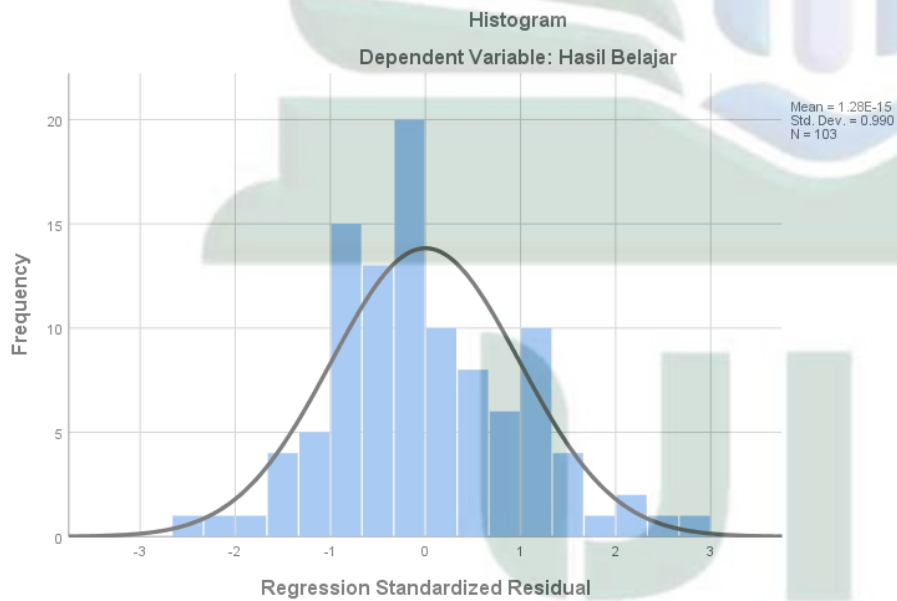 Histogram
Dependent Variable: Hasil Belajar
Mean = 1.28E-15
Std. Dev. = 0.990
N = 103
Frequency
20
15
10
5
0
-3 -2 -1 0 1 2 3
Regression Standardized Residual